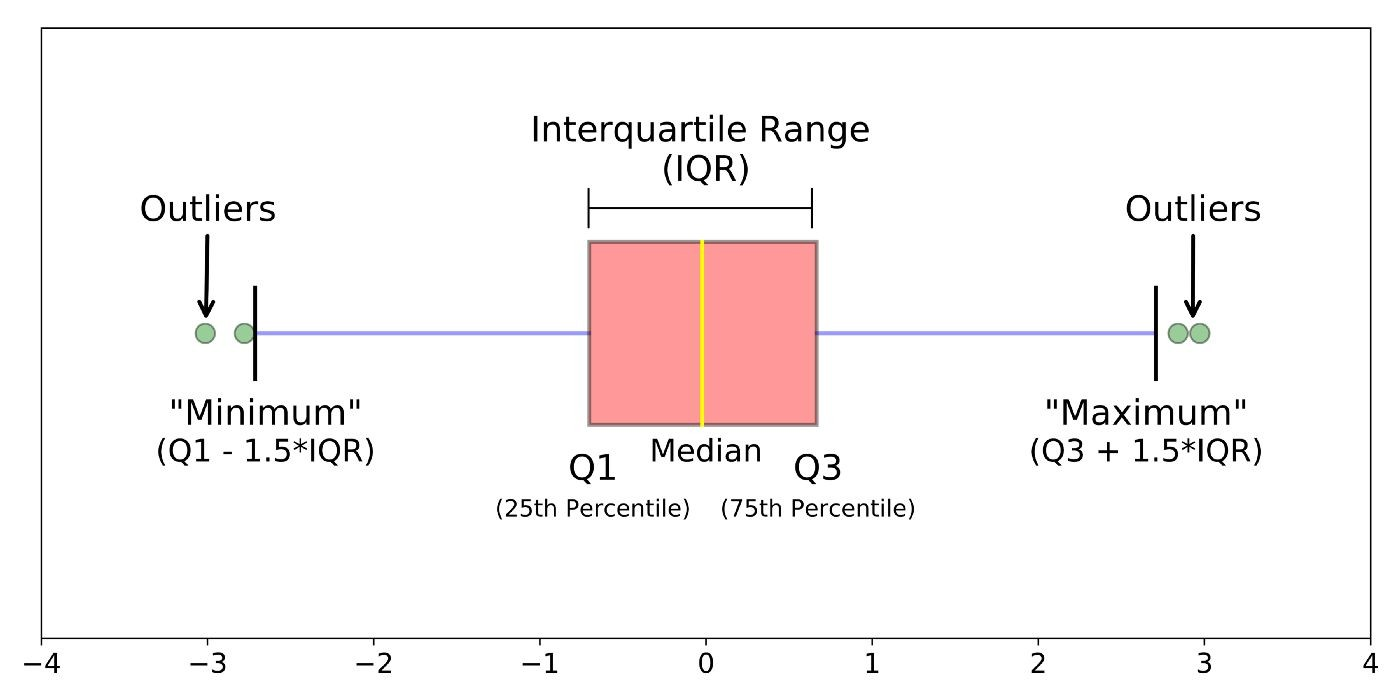 Interquartile Range
(IQR)
Outliers
Outliers
"Minimum"
(Q1 - 1.5*IQR)
"Maximum"
(Q3 + 1.5*IQR)
Median
Q1
Q3
(25th Percentile)
(75th Percentile)
−4 −3 −2 −1 0 1 2 3 4